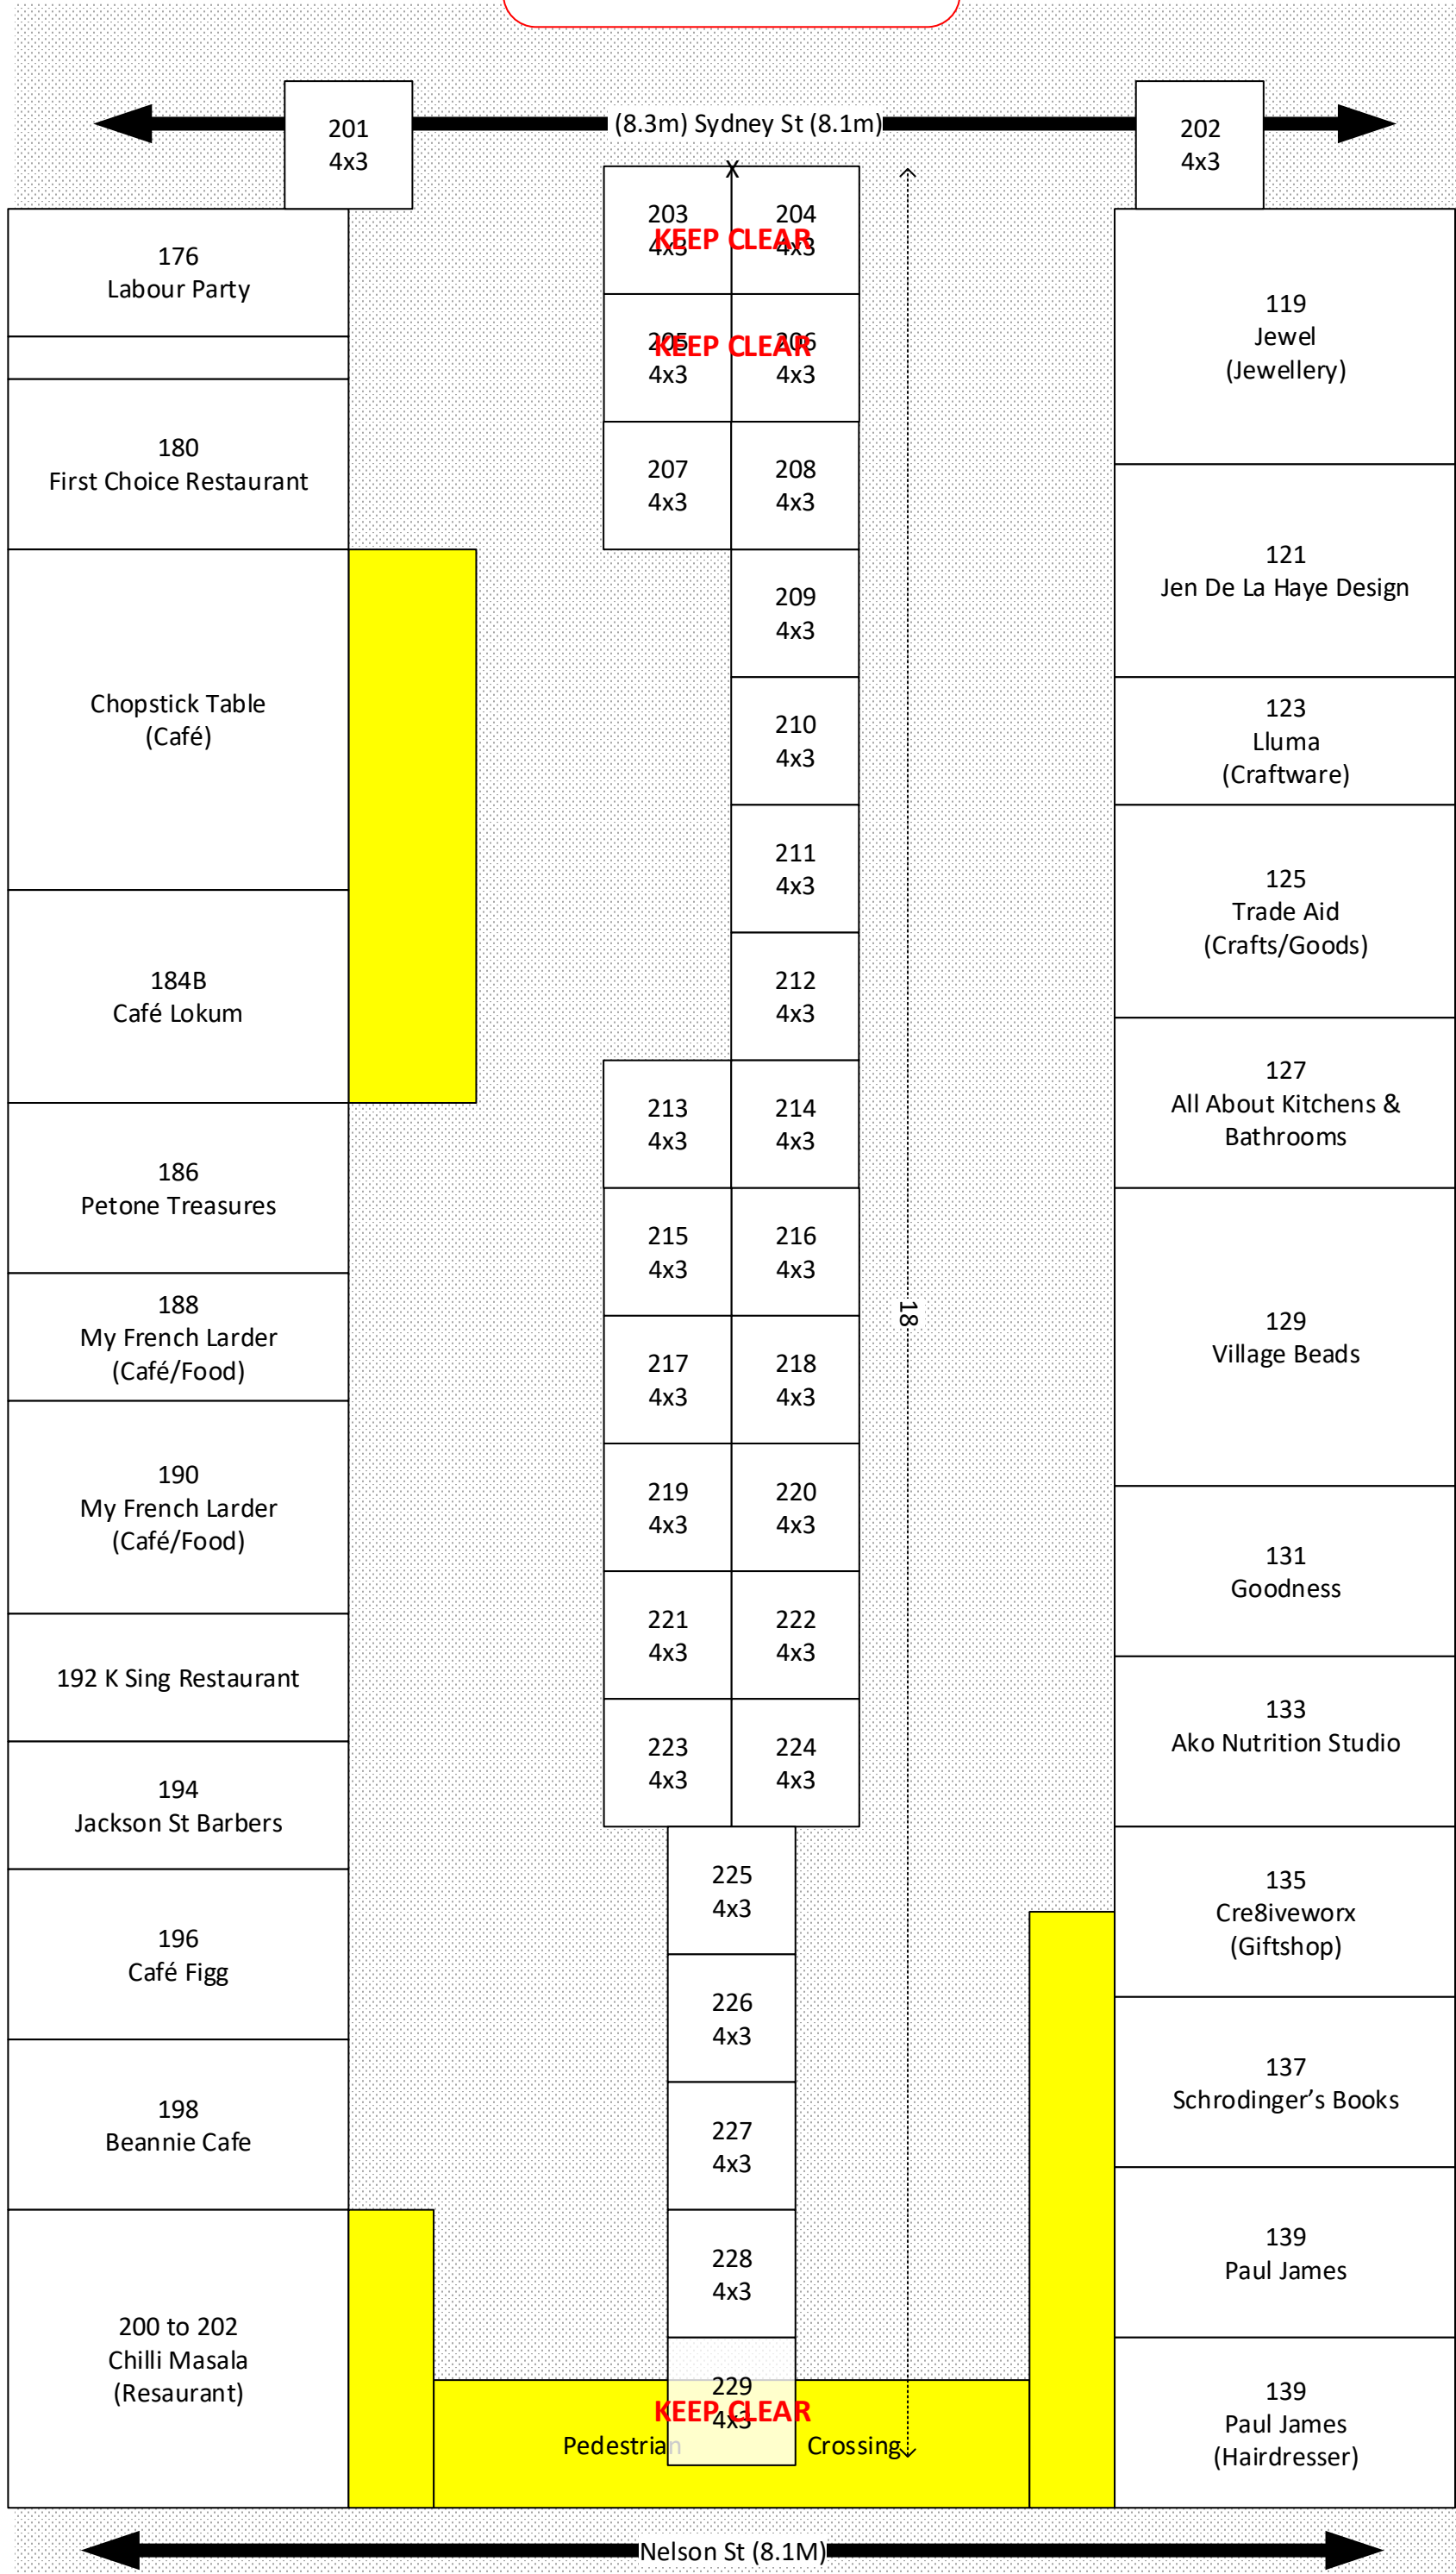 (8.3m) Sydney St (8.1m)
201
4x3
202
4x3
X
203
4x3
204
4x3
KEEP CLEAR
205
4x3
206
4x3
KEEP CLEAR
207
4x3
208
4x3
209
4x3
210
4x3
211
4x3
212
4x3
213
4x3
214
4x3
215
4x3
216
4x3
217
4x3
218
4x3
219
4x3
220
4x3
221
4x3
222
4x3
223
4x3
224
4x3
225
4x3
226
4x3
227
4x3
228
4x3
229
4x3
KEEP CLEAR
Pedestrian Crossing
18
176
Labour Party
180
First Choice Restaurant
Chopstick Table
(Café)
184B
Café Lokum
186
Petone Treasures
188
My French Larder
(Café/Food)
190
My French Larder
(Café/Food)
192 K Sing Restaurant
194
Jackson St Barbers
196
Café Figg
198
Beannie Cafe
200 to 202
Chilli Masala
(Resaurant)
119
Jewel
(Jewellery)
121
Jen De La Haye Design
123
Lluma
(Craftware)
125
Trade Aid
(Crafts/Goods)
127
All About Kitchens &
Bathrooms
129
Village Beads
131
Goodness
133
Ako Nutrition Studio
135
Cre8iveworx
(Giftshop)
137
Schrodinger’s Books
139
Paul James
139
Paul James
(Hairdresser)
Nelson St (8.1M)